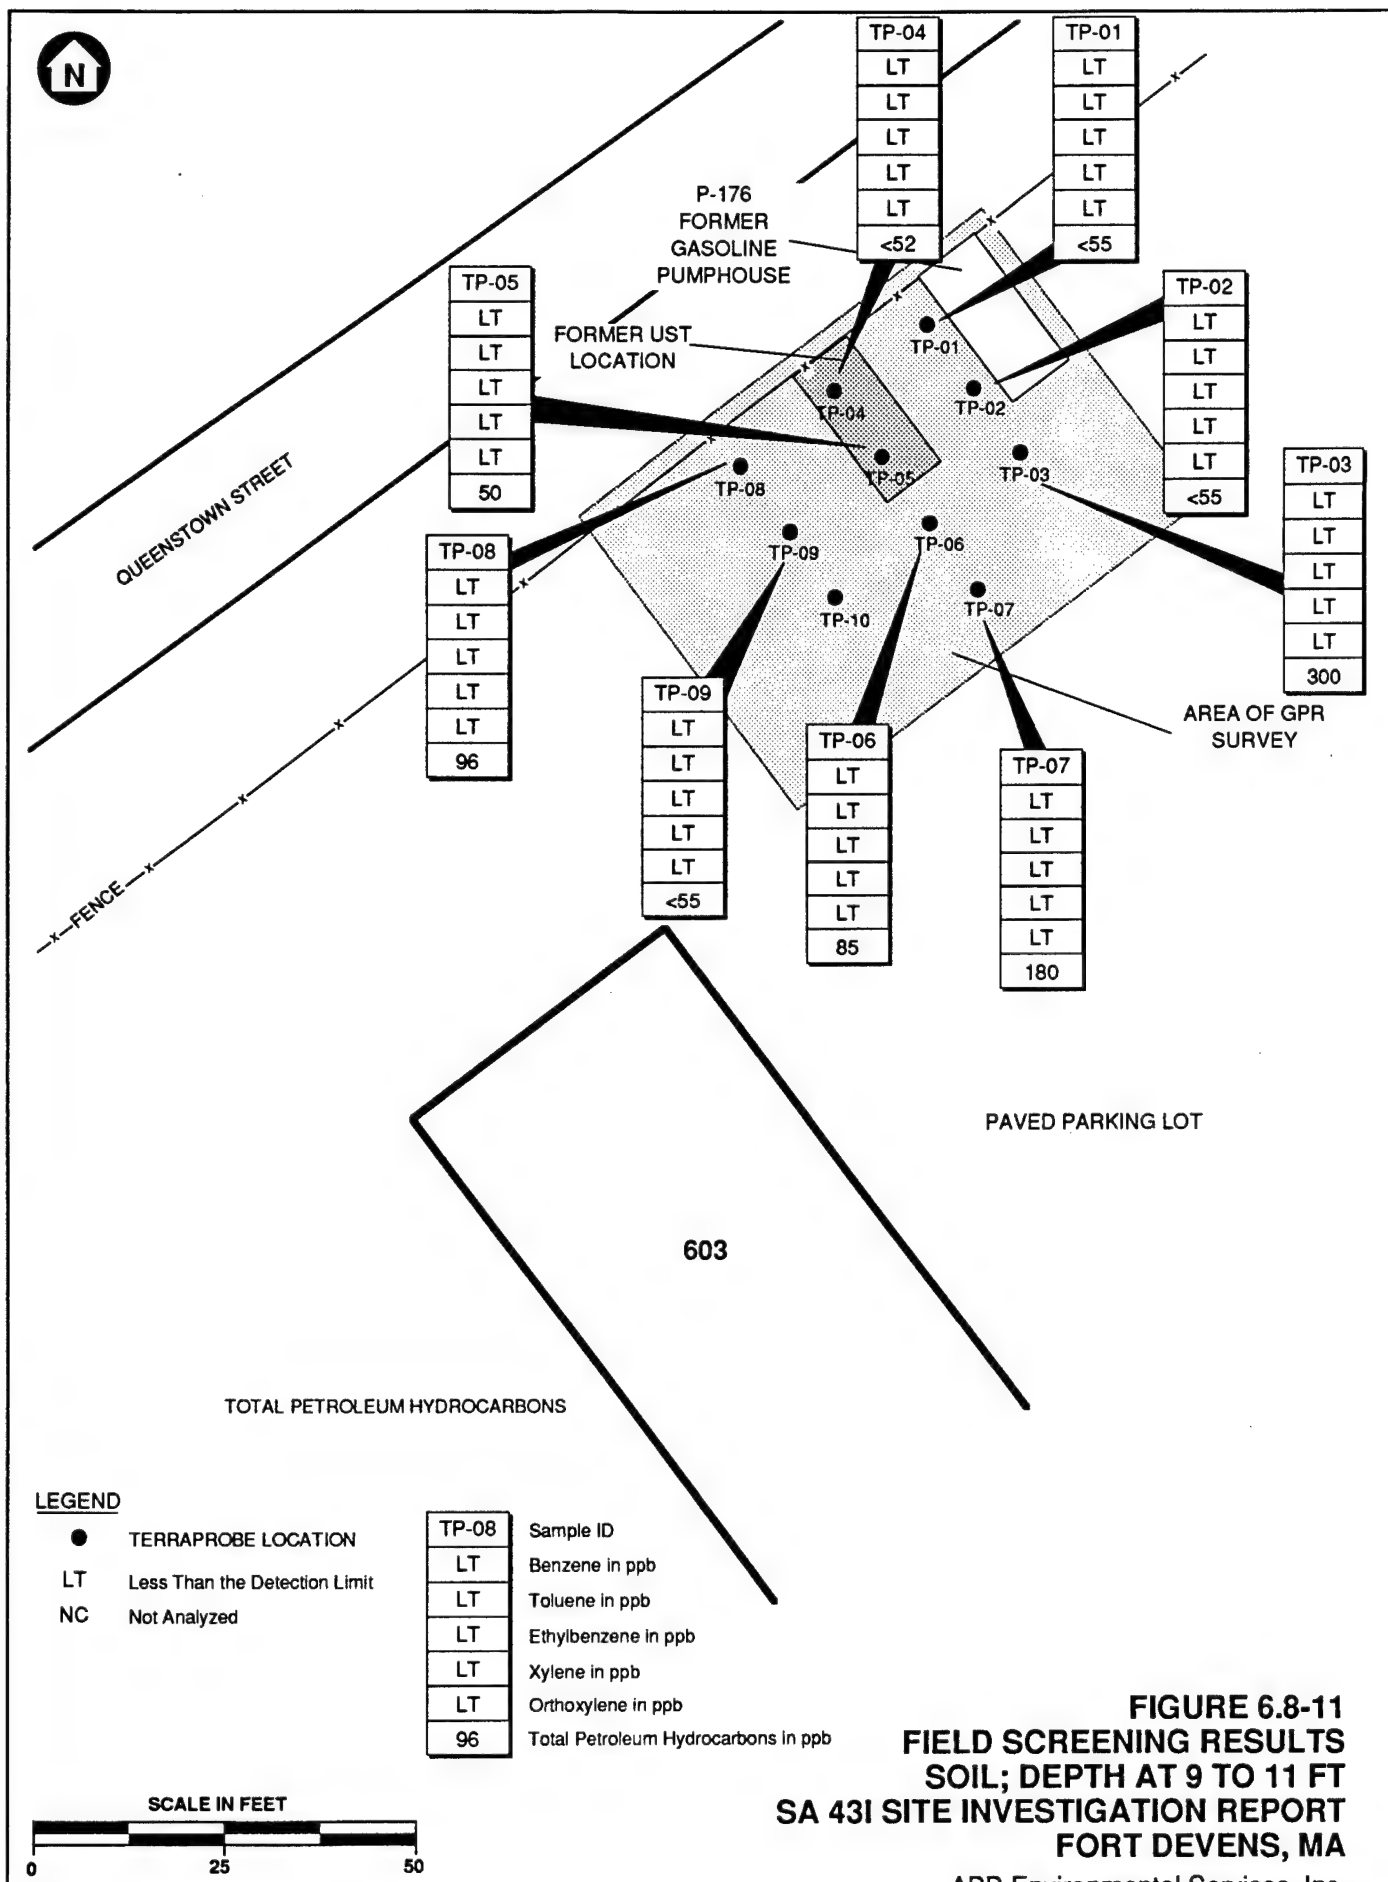 N
TP-04
LT
LT
LT
LT
LT
<52
TP-01
LT
LT
LT
LT
LT
<55
P-176
FORMER
GASOLINE
PUMPHOUSE
TP-05
LT
LT
LT
LT
LT
50
FORMER UST
LOCATION
TP-02
LT
LT
LT
LT
LT
<55
TP-01
TP-02
TP-04
TP-03
TP-05
TP-08
TP-06
TP-09
TP-07
TP-10
TP-03
LT
LT
LT
LT
LT
300
QUEENSTOWN STREET
TP-08
LT
LT
LT
LT
LT
96
TP-09
LT
LT
LT
LT
LT
<55
TP-06
LT
LT
LT
LT
LT
85
TP-07
LT
LT
LT
LT
LT
180
AREA OF GPR
SURVEY
x FENCE x x x x x x x x x x
PAVED PARKING LOT
603
TOTAL PETROLEUM HYDROCARBONS
LEGEND
TERRAPROBE LOCATION
LT Less Than the Detection Limit
NC Not Analyzed
TP-08 Sample ID
LT Benzene in ppb
LT Toluene in ppb
LT Ethylbenzene in ppb
LT Xylene in ppb
LT Orthoxylene in ppb
96 Total Petroleum Hydrocarbons in ppb
SCALE IN FEET
0 25 50
FIGURE 6.8-11
FIELD SCREENING RESULTS
SOIL; DEPTH AT 9 TO 11 FT
SA 43I SITE INVESTIGATION REPORT
FORT DEVENS, MA
Environmental Services, Inc.